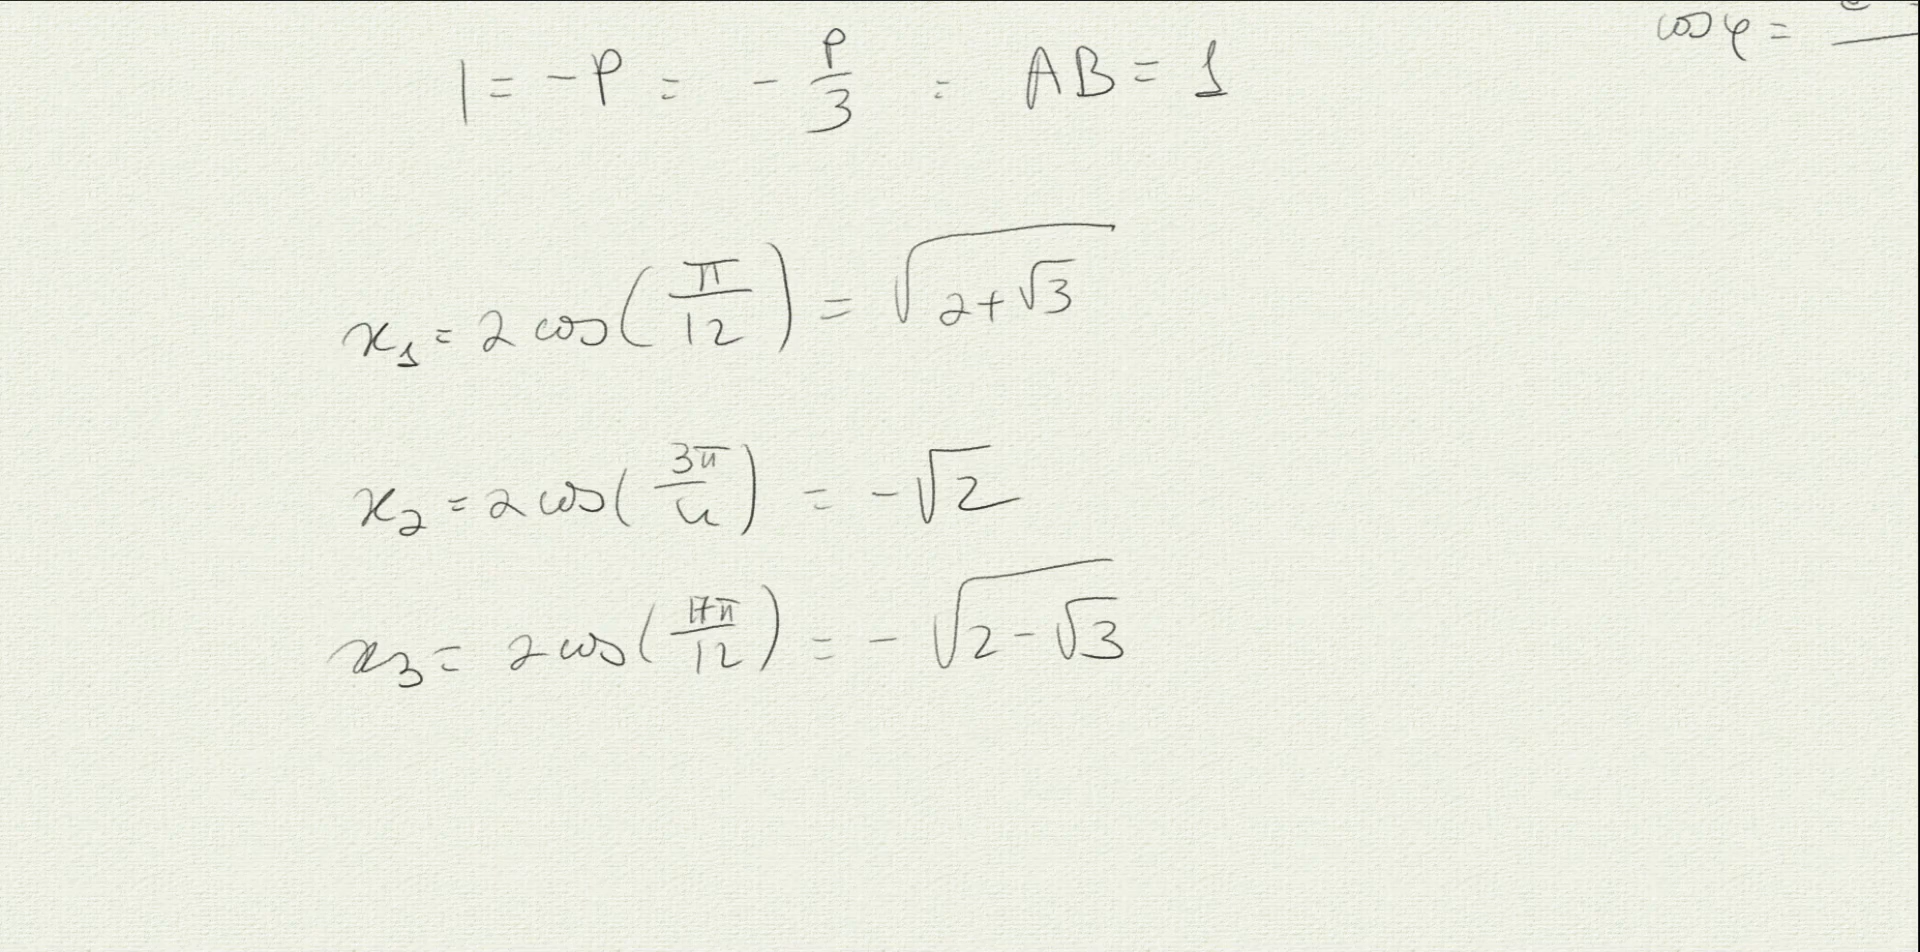 cos φ =
1 = -P = - P/3 = AB = 1
x₁ = 2 cos(π/12) = √(2+√3)
x₂ = 2 cos(3π/4) = -√2
x₃ = 2 cos(17π/12) = - √(2-√3)